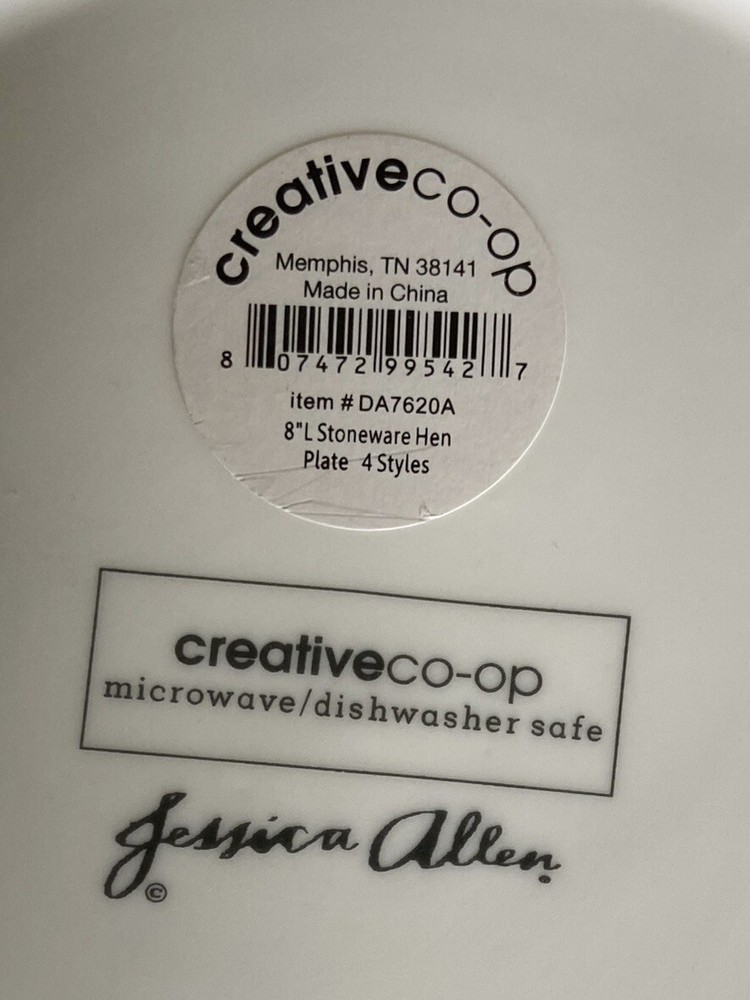 creativeco-op
Memphis, TN 38141
Made in China
8 07472 99542 7
item # DA7620A
8"L Stoneware Hen
Plate 4 Styles
creativeco-op
microwave/dishwasher safe
Jessica Allen
©